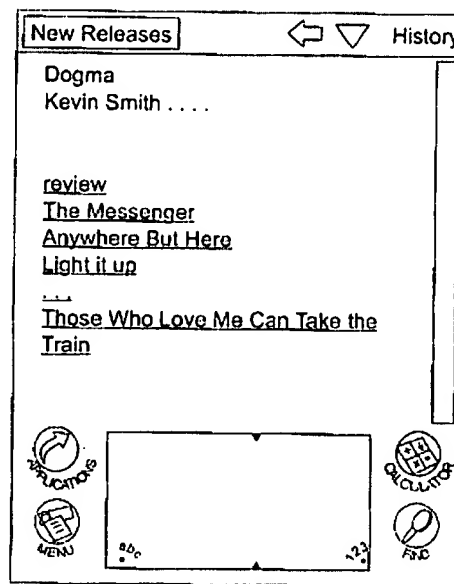 New Releases
History
Dogma
Kevin Smith . . . .
review
The Messenger
Anywhere But Here
Light it up
. . .
Those Who Love Me Can Take the
Train
APPLICATIONS
CALCULATOR
MENU
abc
123
FIND